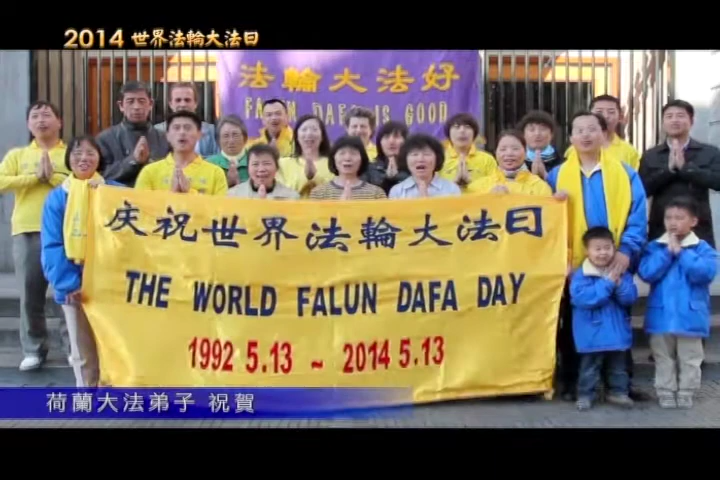 2014 世界法輪大法日
法輪大法好
FALUN DAFA IS GOOD
庆祝世界法輪大法日
THE WORLD FALUN DAFA DAY
1992 5.13 ~ 2014 5.13
荷蘭大法弟子 祝賀